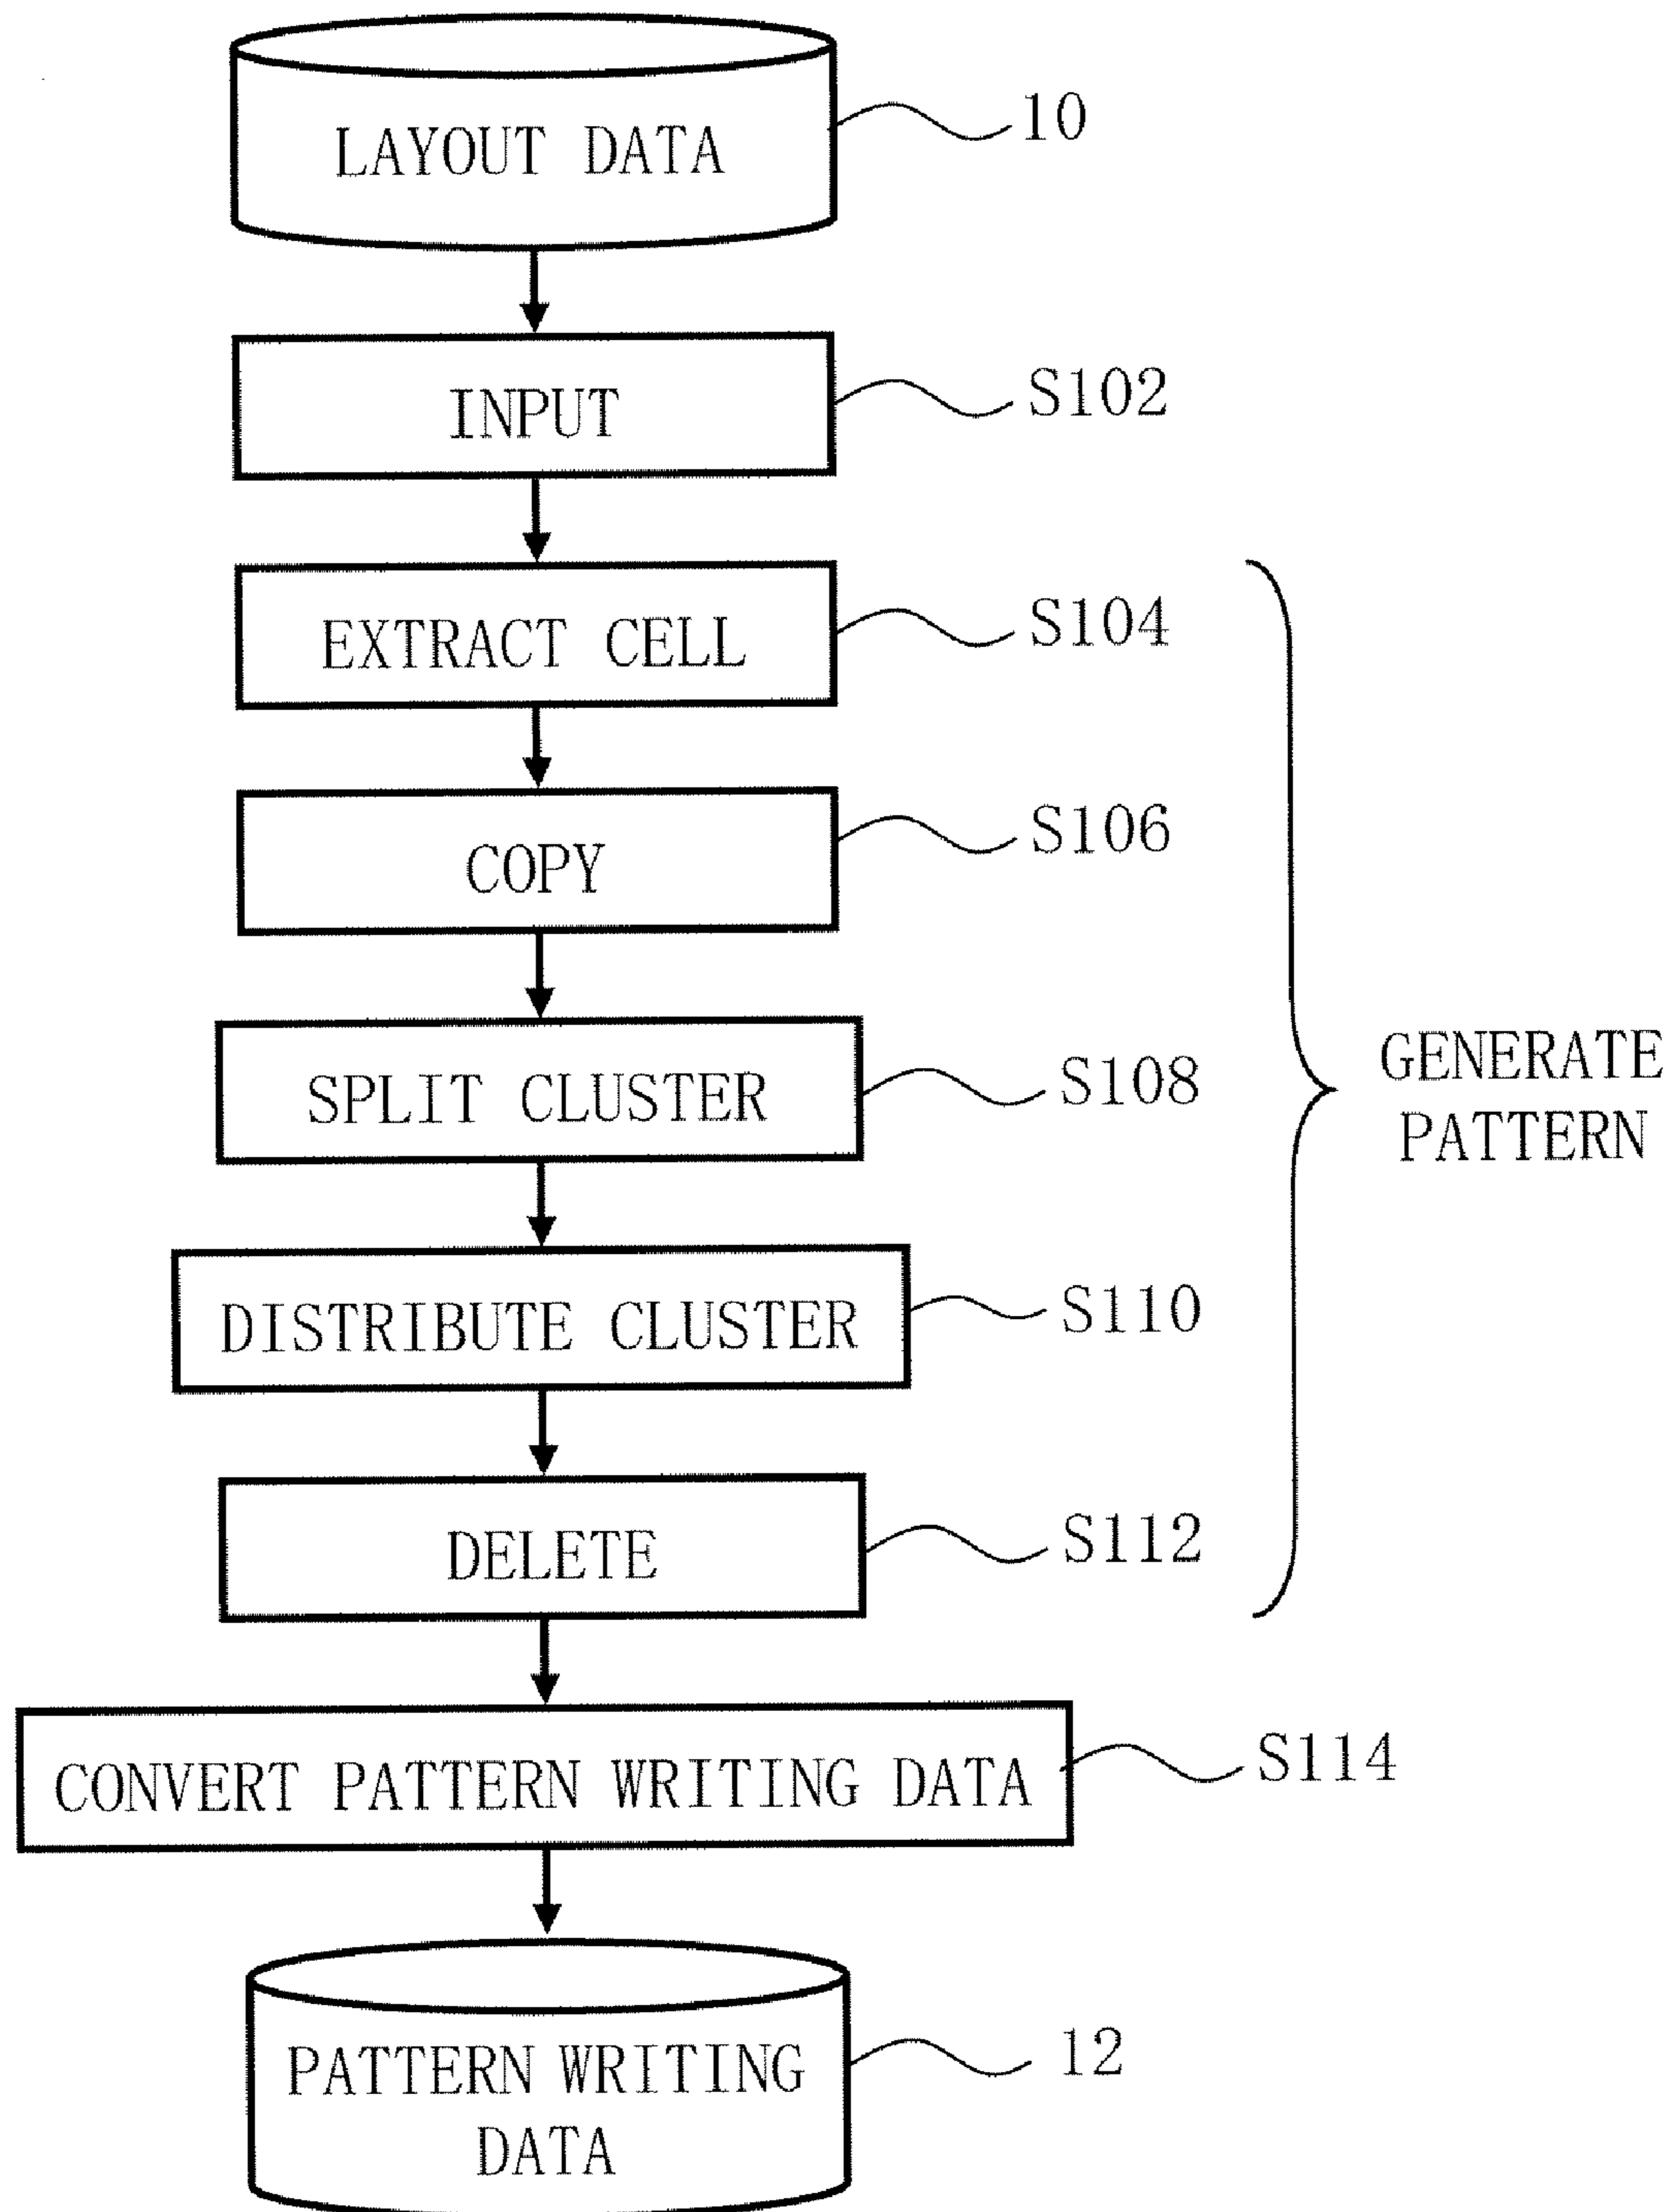 LAYOUT DATA
10
INPUT
S102
EXTRACT CELL
S104
COPY
S106
SPLIT CLUSTER
S108
GENERATE
PATTERN
DISTRIBUTE CLUSTER
S110
DELETE
S112
CONVERT PATTERN WRITING DATA
S114
PATTERN WRITING
DATA
12